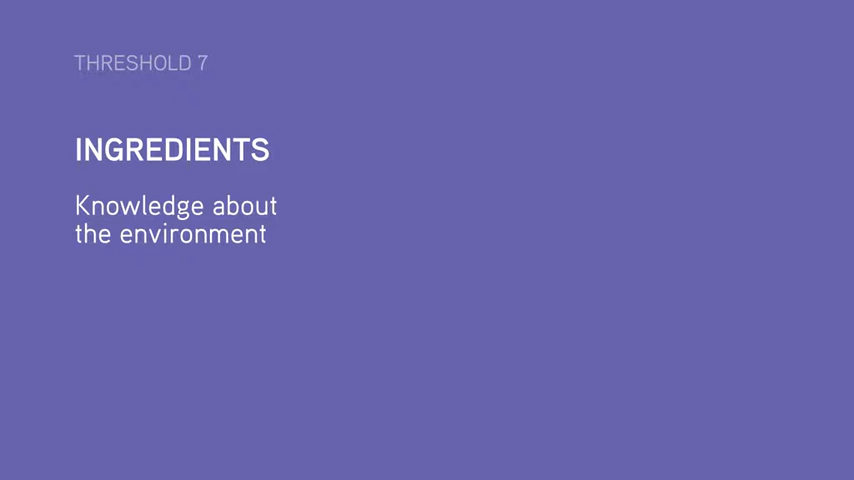 THRESHOLD 7
INGREDIENTS
Knowledge about
the environment